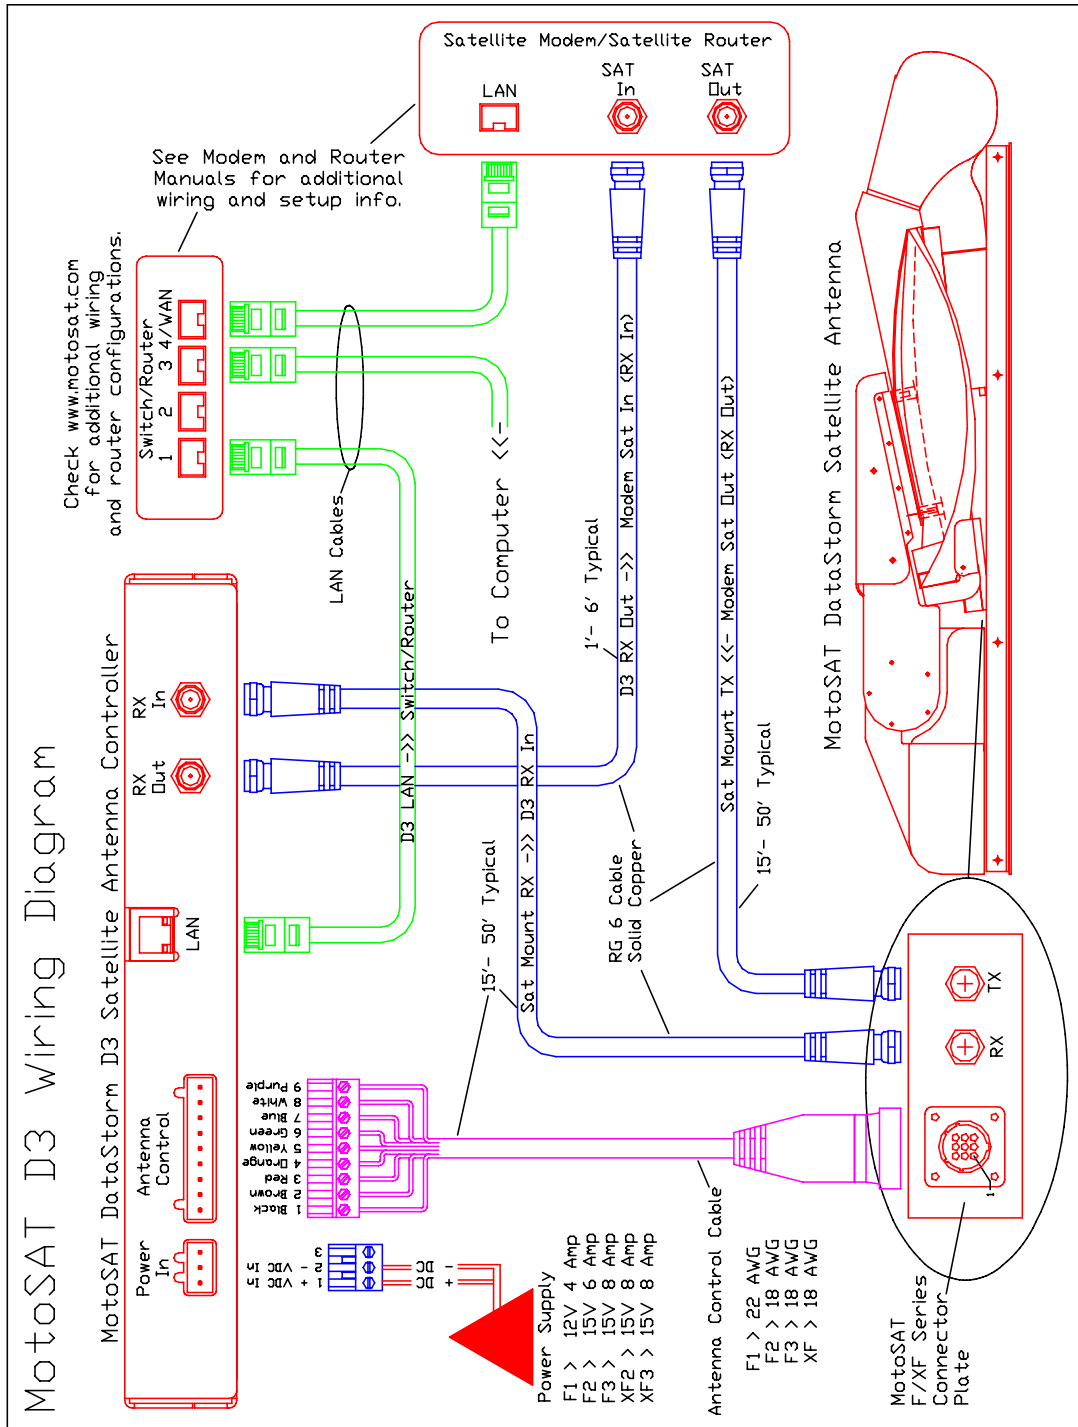 MotoSAT D3 Wiring Diagram
MotoSAT DataStorm D3 Satellite Antenna Controller
Power
In
Antenna
Control
LAN
RX
Out
RX
In
Check www.motosat.com
for additional wiring
and router configurations.
Switch/Router
1 2 3 4/WAN
See Modem and Router
Manuals for additional
wiring and setup info.
Satellite Modem/Satellite Router
LAN
SAT
In
SAT
Out
1 + VDC In
2 - VDC In
3
+ DC
- DC
1 Black
2 Brown
3 Red
4 Orange
5 Yellow
6 Green
7 Blue
8 White
9 Purple
LAN Cables
D3 LAN ->> Switch/Router
To Computer <<-
15'- 50' Typical
Sat Mount RX ->> D3 RX In
1'- 6' Typical
D3 RX Out ->> Modem Sat In (RX In)
RG 6 Cable
Solid Copper
Sat Mount TX <<- Modem Sat Out (RX Out)
15'- 50' Typical
Power Supply
F1 > 12V 4 Amp
F2 > 15V 6 Amp
F3 > 15V 8 Amp
XF2 > 15V 8 Amp
XF3 > 15V 8 Amp
Antenna Control Cable
F1 > 22 AWG
F2 > 18 AWG
F3 > 18 AWG
XF > 18 AWG
MotoSAT DataStorm Satellite Antenna
MotoSAT
F/XF Series
Connector
Plate
1
RX
TX